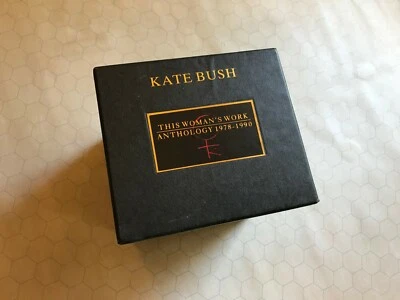 KATE BUSH
THIS WOMAN'S WORK
ANTHOLOGY 1978-1990